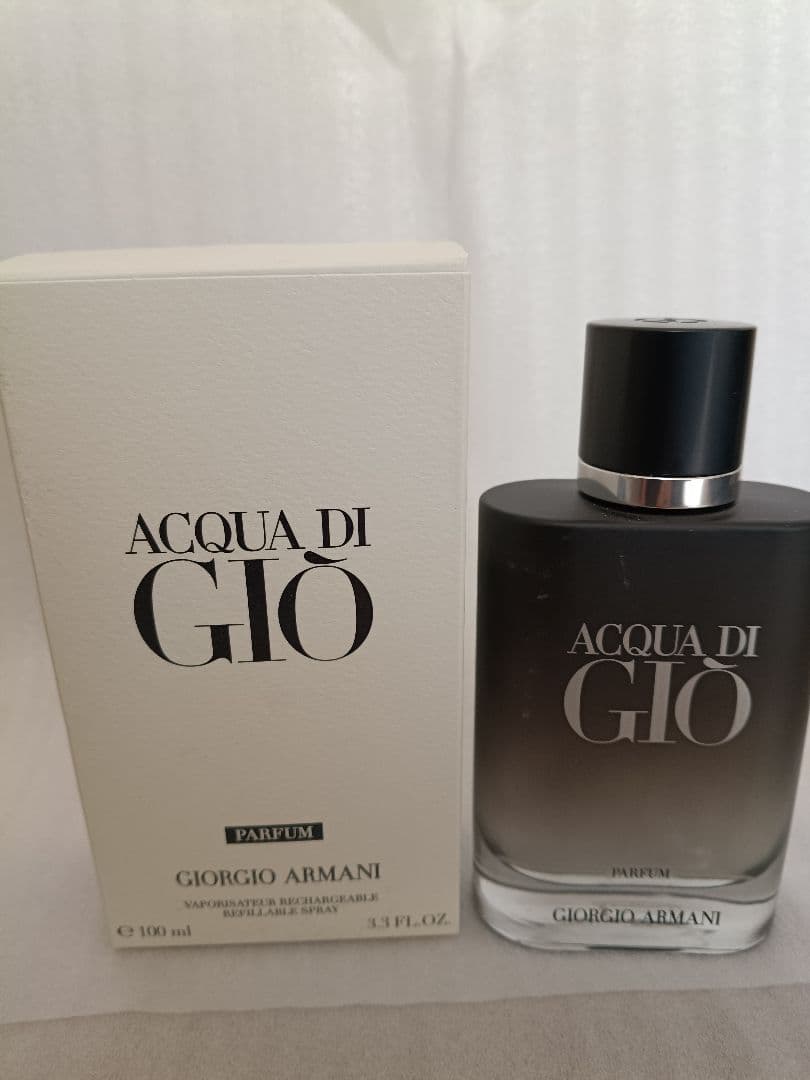 ACQUA DI
GIÒ
PARFUM
GIORGIO ARMANI
VAPORISATEUR RECHARGEABLE
REFILLABLE SPRAY
℮ 100 ml
3.3 FL.OZ.
ACQUA DI
GIÒ
PARFUM
GIORGIO ARMANI